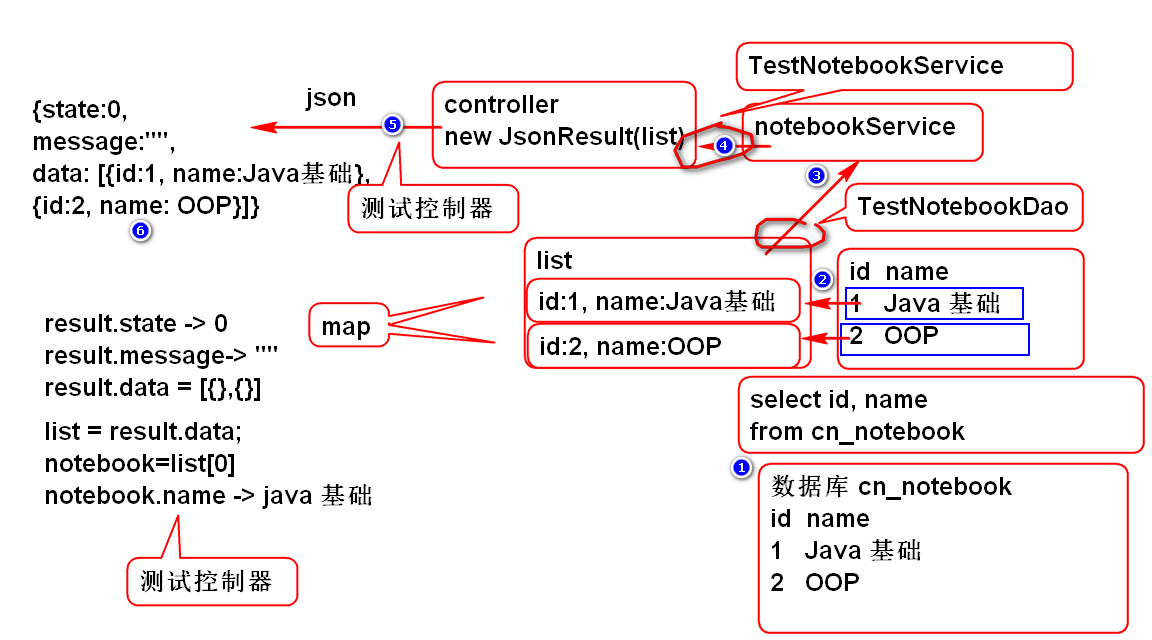 TestNotebookService
json
controller
new JsonResult(list)
notebookService
{state:0,
message:"",
data: [{id:1, name:Java基础},
{id:2, name: OOP}]}
5
4
3
6
测试控制器
TestNotebookDao
list
id:1, name:Java基础
id:2, name:OOP
2
id name
1 Java 基础
2 OOP
map
result.state -> 0
result.message-> ""
result.data = [{},{}]
list = result.data;
notebook=list[0]
notebook.name -> java 基础
测试控制器
select id, name
from cn_notebook
1
数据库 cn_notebook
id name
1 Java 基础
2 OOP